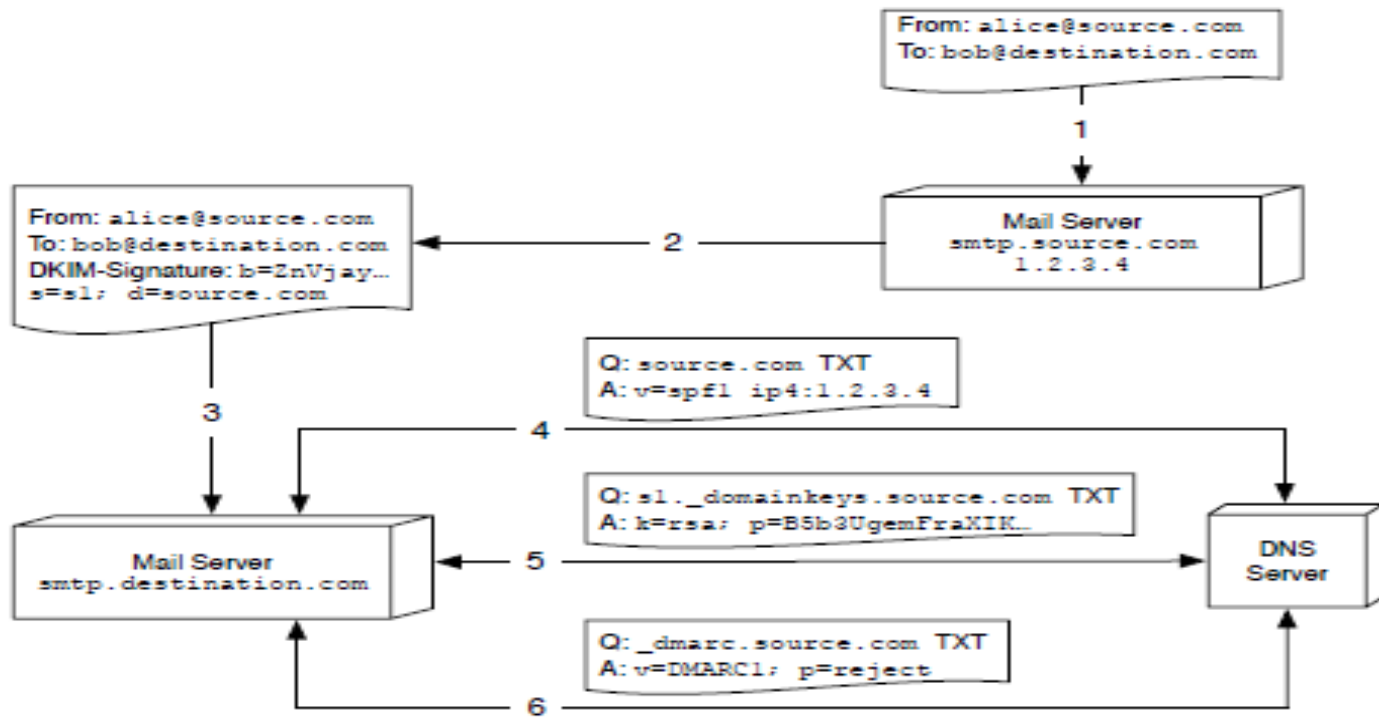 From: alice@source.com
To: bob@destination.com
1
Mail Server
smtp.source.com
1.2.3.4
2
From: alice@source.com
To: bob@destination.com
DKIM-Signature: b=ZnVjay…
s=s1; d=source.com
3
Q: source.com TXT
A: v=spf1 ip4:1.2.3.4
4
Q: s1._domainkeys.source.com TXT
A: k=rsa; p=B5b3UgemFraXIK…
5
Mail Server
smtp.destination.com
DNS
Server
Q: _dmarc.source.com TXT
A: v=DMARC1; p=reject
6